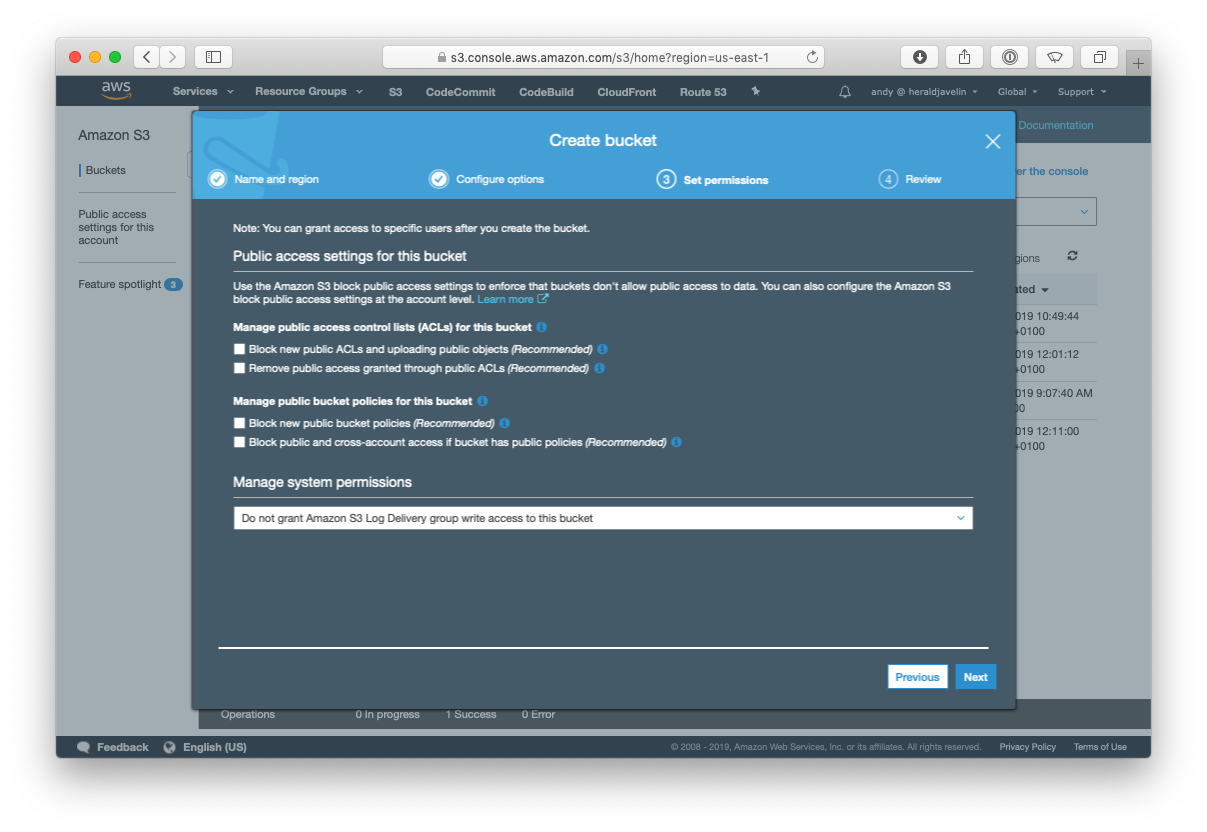 s3.console.aws.amazon.com/s3/home?region=us-east-1
aws Services Resource Groups S3 CodeCommit CodeBuild CloudFront Route 53 andy @ heraldjavelin Global Support
Amazon S3
Buckets
Public access
settings for this
account
Feature spotlight 3
Documentation
Create bucket
Name and region Configure options 3 Set permissions 4 Review
er the console
Note: You can grant access to specific users after you create the bucket.
Public access settings for this bucket
gions
Use the Amazon S3 block public access settings to enforce that buckets don't allow public access to data. You can also configure the Amazon S3
block public access settings at the account level. Learn more
ated
Manage public access control lists (ACLs) for this bucket
Block new public ACLs and uploading public objects (Recommended)
Remove public access granted through public ACLs (Recommended)
Manage public bucket policies for this bucket
Block new public bucket policies (Recommended)
Block public and cross-account access if bucket has public policies (Recommended)
019 10:49:44
+0100
019 12:01:12
+0100
019 9:07:40 AM
00
019 12:11:00
+0100
Manage system permissions
Do not grant Amazon S3 Log Delivery group write access to this bucket
Previous Next
Operations 0 In progress 1 Success 0 Error
Feedback English (US) © 2008 - 2019, Amazon Web Services, Inc. or its affiliates. All rights reserved. Privacy Policy Terms of Use